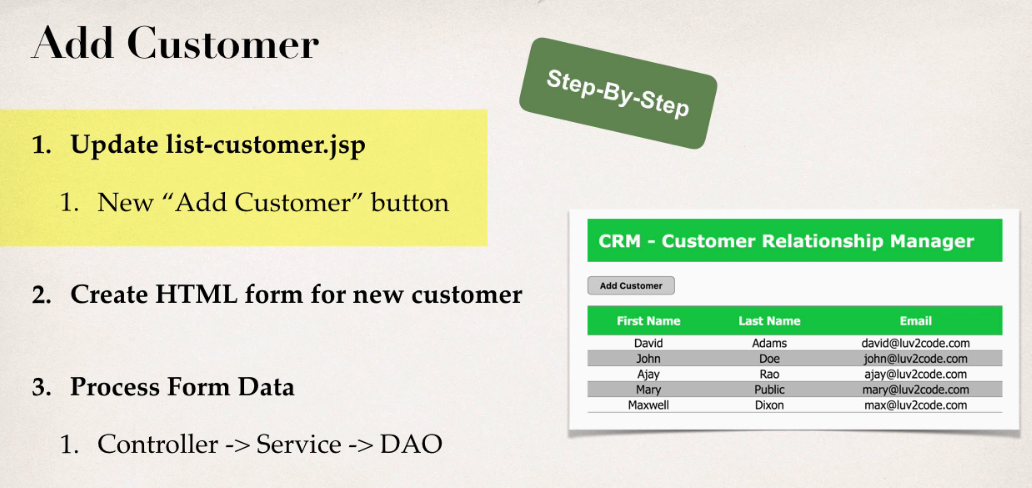 Add Customer
Step-By-Step
1. Update list-customer.jsp
1. New “Add Customer” button
2. Create HTML form for new customer
3. Process Form Data
1. Controller -> Service -> DAO
CRM - Customer Relationship Manager
Add Customer
First Name Last Name Email
David Adams david@luv2code.com
John Doe john@luv2code.com
Ajay Rao ajay@luv2code.com
Mary Public mary@luv2code.com
Maxwell Dixon max@luv2code.com